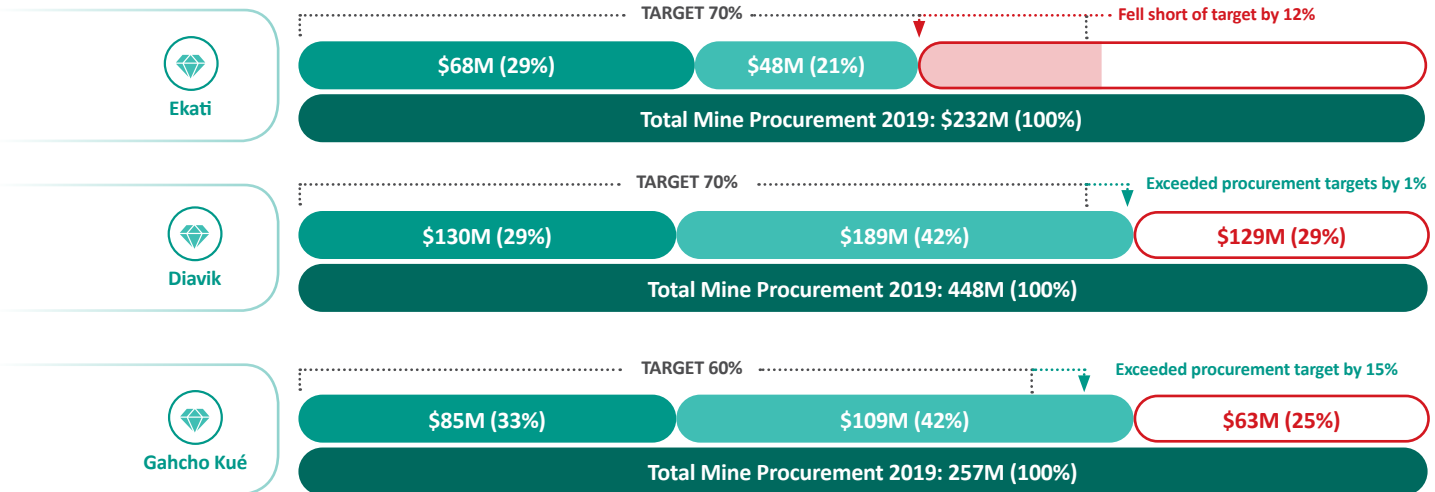 TARGET 70%
Fell short of target by 12%
$68M (29%)
$48M (21%)
Ekati
Total Mine Procurement 2019: $232M (100%)
TARGET 70%
Exceeded procurement targets by 1%
$130M (29%)
$189M (42%)
$129M (29%)
Diavik
Total Mine Procurement 2019: 448M (100%)
TARGET 60%
Exceeded procurement target by 15%
$85M (33%)
$109M (42%)
$63M (25%)
Gahcho Kué
Total Mine Procurement 2019: 257M (100%)